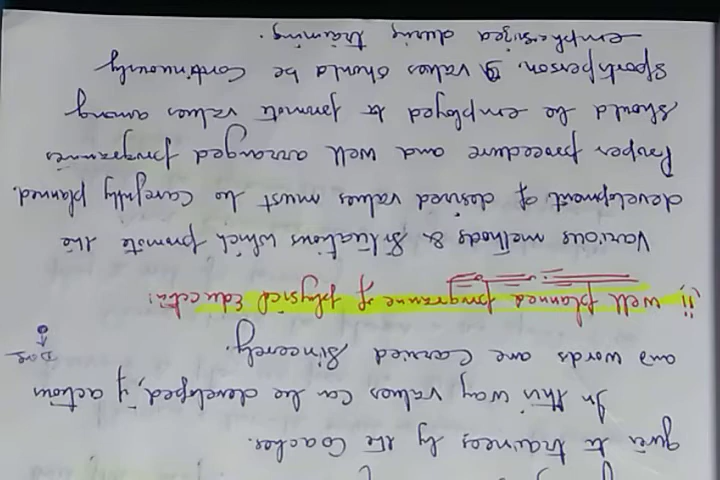 given to trainees by the Coaches.
In this way values can be developed, if actions
and words are carried sincerely.
Done
ii, well planned programme of physical Education:
Various methods & situations which promote the
development of desired values must be carefully planned.
Proper procedure and well arranged programmes
should be employed to promote values among
Sportsperson. values should be continuously
emphasized during training.